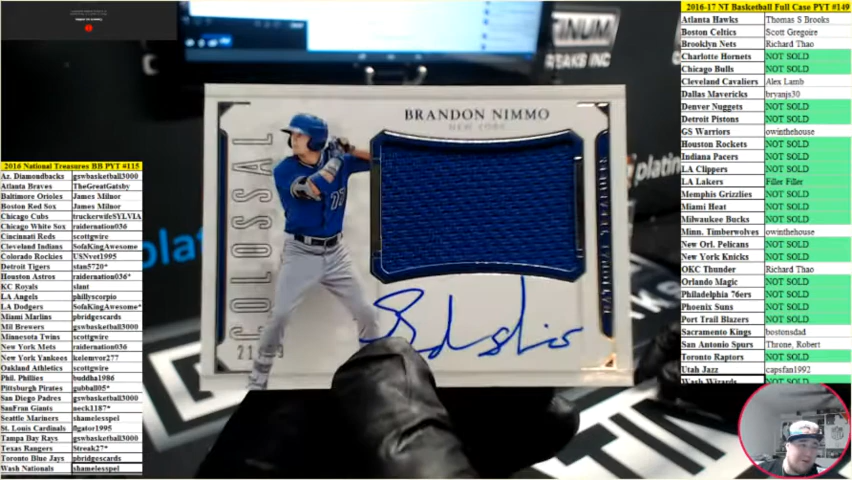 2016 National Treasures BB PYT #115
Az. Diamondbacks gswbasketball3000
Atlanta Braves TheGreatGatsby
Baltimore Orioles James Milnor
Boston Red Sox James Milnor
Chicago Cubs truckerwifeSYLVIA
Chicago White Sox raidernation036
Cincinnati Reds scottgwire
Cleveland Indians SofaKingAwesome
Colorado Rockies USNvet1995
Detroit Tigers stan5720*
Houston Astros raidernation036*
KC Royals slant
LA Angels phillyscorpio
LA Dodgers SofaKingAwesome*
Miami Marlins pbridgescards
Mil Brewers gswbasketball3000
Minnesota Twins scottgwire
New York Mets raidernation036
New York Yankees kelemvor277
Oakland Athletics scottgwire
Phil. Phillies buddha1986
Pittsburgh Pirates gubball05*
San Diego Padres gswbasketball3000
SanFran Giants neck1187*
Seattle Mariners shamelesspel
St. Louis Cardinals flgator1995
Tampa Bay Rays gswbasketball3000
Texas Rangers Streak27*
Toronto Blue Jays pbridgescards
Wash Nationals shamelesspel
INUM
REAKS INC
BRANDON NIMMO
NEW YORK
COLOSSAL
NATIONAL TREASURES
21
platin
2016-17 NT Basketball Full Case PYT #149
Atlanta Hawks Thomas S Brooks
Boston Celtics Scott Gregoire
Brooklyn Nets Richard Thao
Charlotte Hornets NOT SOLD
Chicago Bulls NOT SOLD
Cleveland Cavaliers Alex Lamb
Dallas Mavericks bryanjs30
Denver Nuggets NOT SOLD
Detroit Pistons NOT SOLD
GS Warriors owinthehouse
Houston Rockets NOT SOLD
Indiana Pacers NOT SOLD
LA Clippers NOT SOLD
LA Lakers Filler Filler
Memphis Grizzlies NOT SOLD
Miami Heat NOT SOLD
Milwaukee Bucks NOT SOLD
Minn. Timberwolves owinthehouse
New Orl. Pelicans NOT SOLD
New York Knicks NOT SOLD
OKC Thunder Richard Thao
Orlando Magic NOT SOLD
Philadelphia 76ers NOT SOLD
Phoenix Suns NOT SOLD
Port Trail Blazers NOT SOLD
Sacramento Kings bostonsdad
San Antonio Spurs Throne, Robert
Toronto Raptors NOT SOLD
Utah Jazz capsfan1992
Wash Wizards NOT SOLD